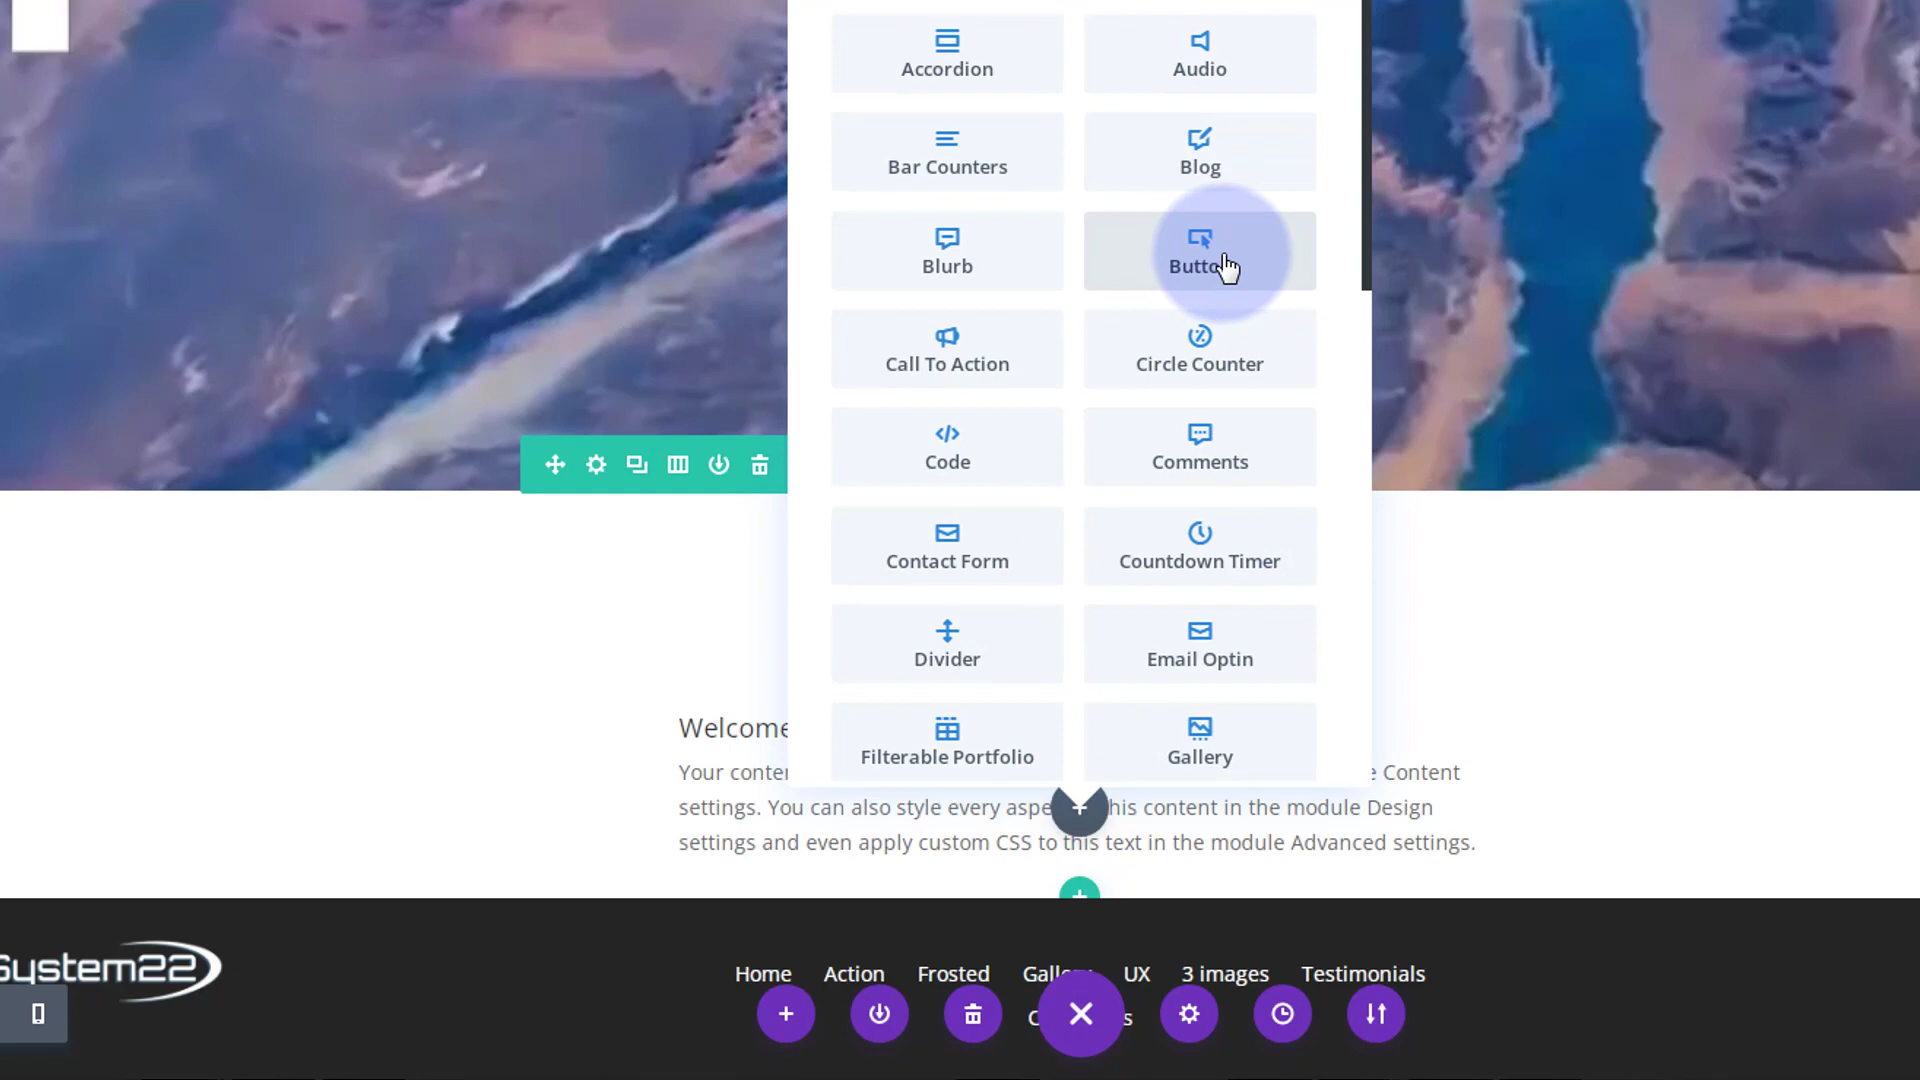 Accordion
Audio
Bar Counters
Blog
Blurb
Button
Call To Action
Circle Counter
Code
Comments
Contact Form
Countdown Timer
Divider
Email Optin
Filterable Portfolio
Gallery
Welcome
e Content
settings. You can also style every aspe his content in the module Design
settings and even apply custom CSS to this text in the module Advanced settings.
System22
Home Action Frosted Gallery UX 3 images Testimonials